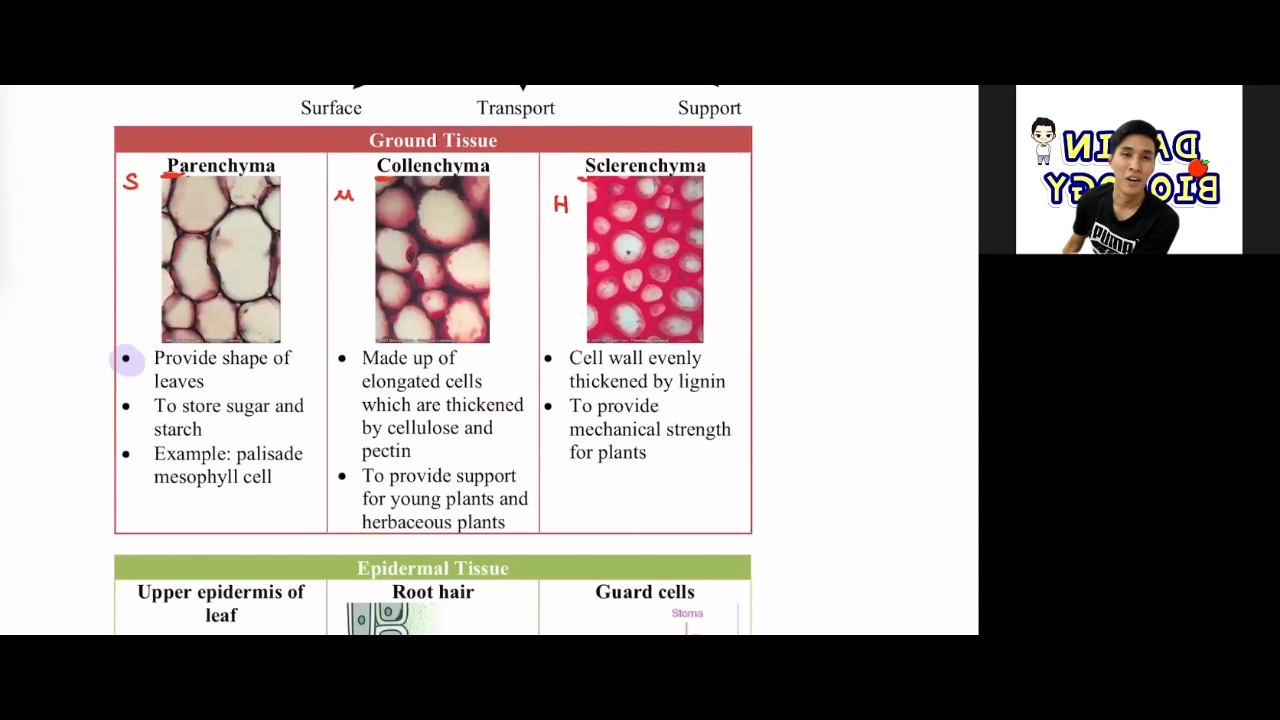 Surface Transport Support
Ground Tissue
Parenchyma
S
Provide shape of
leaves
To store sugar and
starch
Example: palisade
mesophyll cell
Collenchyma
M
Made up of
elongated cells
which are thickened
by cellulose and
pectin
To provide support
for young plants and
herbaceous plants
Sclerenchyma
H
Cell wall evenly
thickened by lignin
To provide
mechanical strength
for plants
Epidermal Tissue
Upper epidermis of
leaf
Root hair
Guard cells
Stoma
PUMA